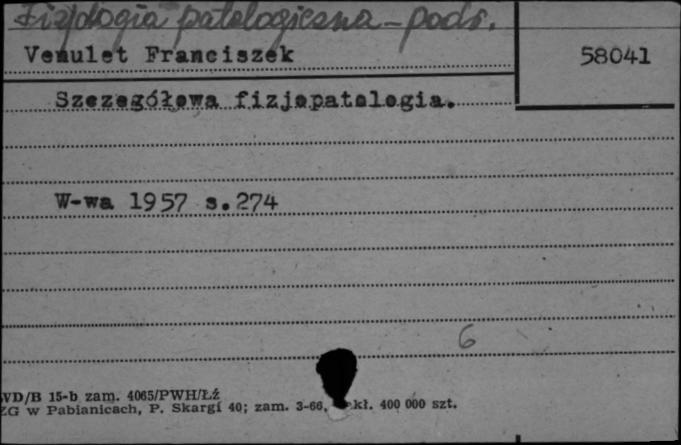 Fizjologia patologiczna - podr.
Venulet Franciszek
58041
Szczegółowa fizjopatologia.
W-wa 1957 s.274
6
WD/B 15-b zam. 4065/PWH/Łź
ZG w Pabianicach, P. Skargi 40; zam. 3-66, kł. 400 000 szt.